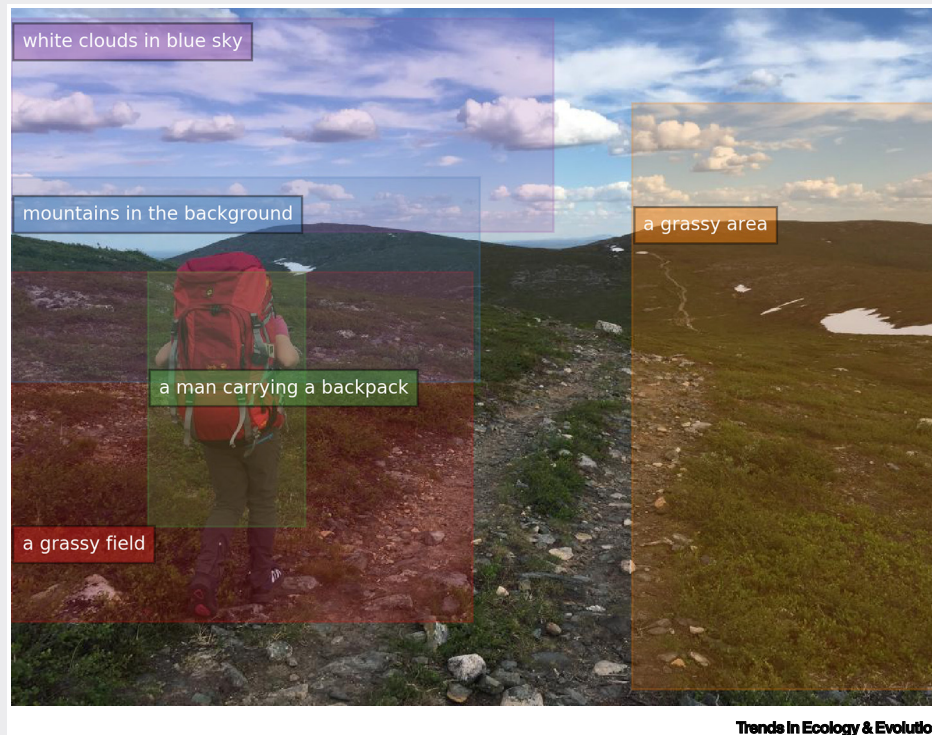 white clouds in blue sky
mountains in the background
a grassy area
a man carrying a backpack
a grassy field
Trends in Ecology & Evolutio